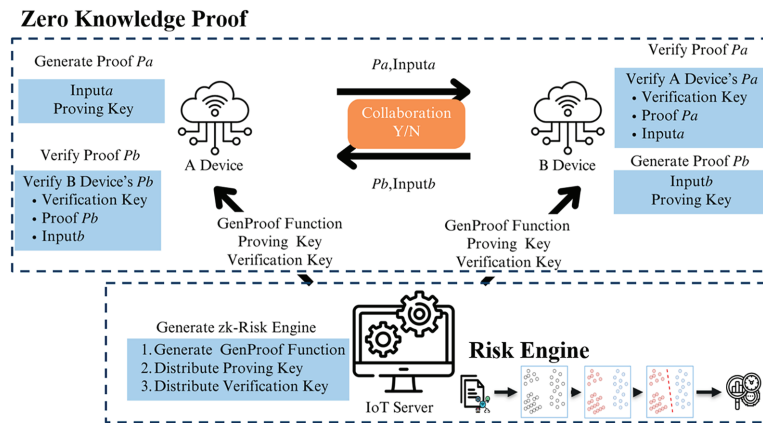 Zero Knowledge Proof
Generate Proof Pa
Inputa
Proving Key
A Device
Verify Proof Pb
Verify B Device's Pb
• Verification Key
• Proof Pb
• Inputb
Pa,Inputa
Collaboration
Y/N
Pb,Inputb
B Device
Verify Proof Pa
Verify A Device's Pa
• Verification Key
• Proof Pa
• Inputa
Generate Proof Pb
Inputb
Proving Key
GenProof Function
Proving Key
Verification Key
GenProof Function
Proving Key
Verification Key
Generate zk-Risk Engine
1. Generate GenProof Function
2. Distribute Proving Key
3. Distribute Verification Key
IoT Server
Risk Engine